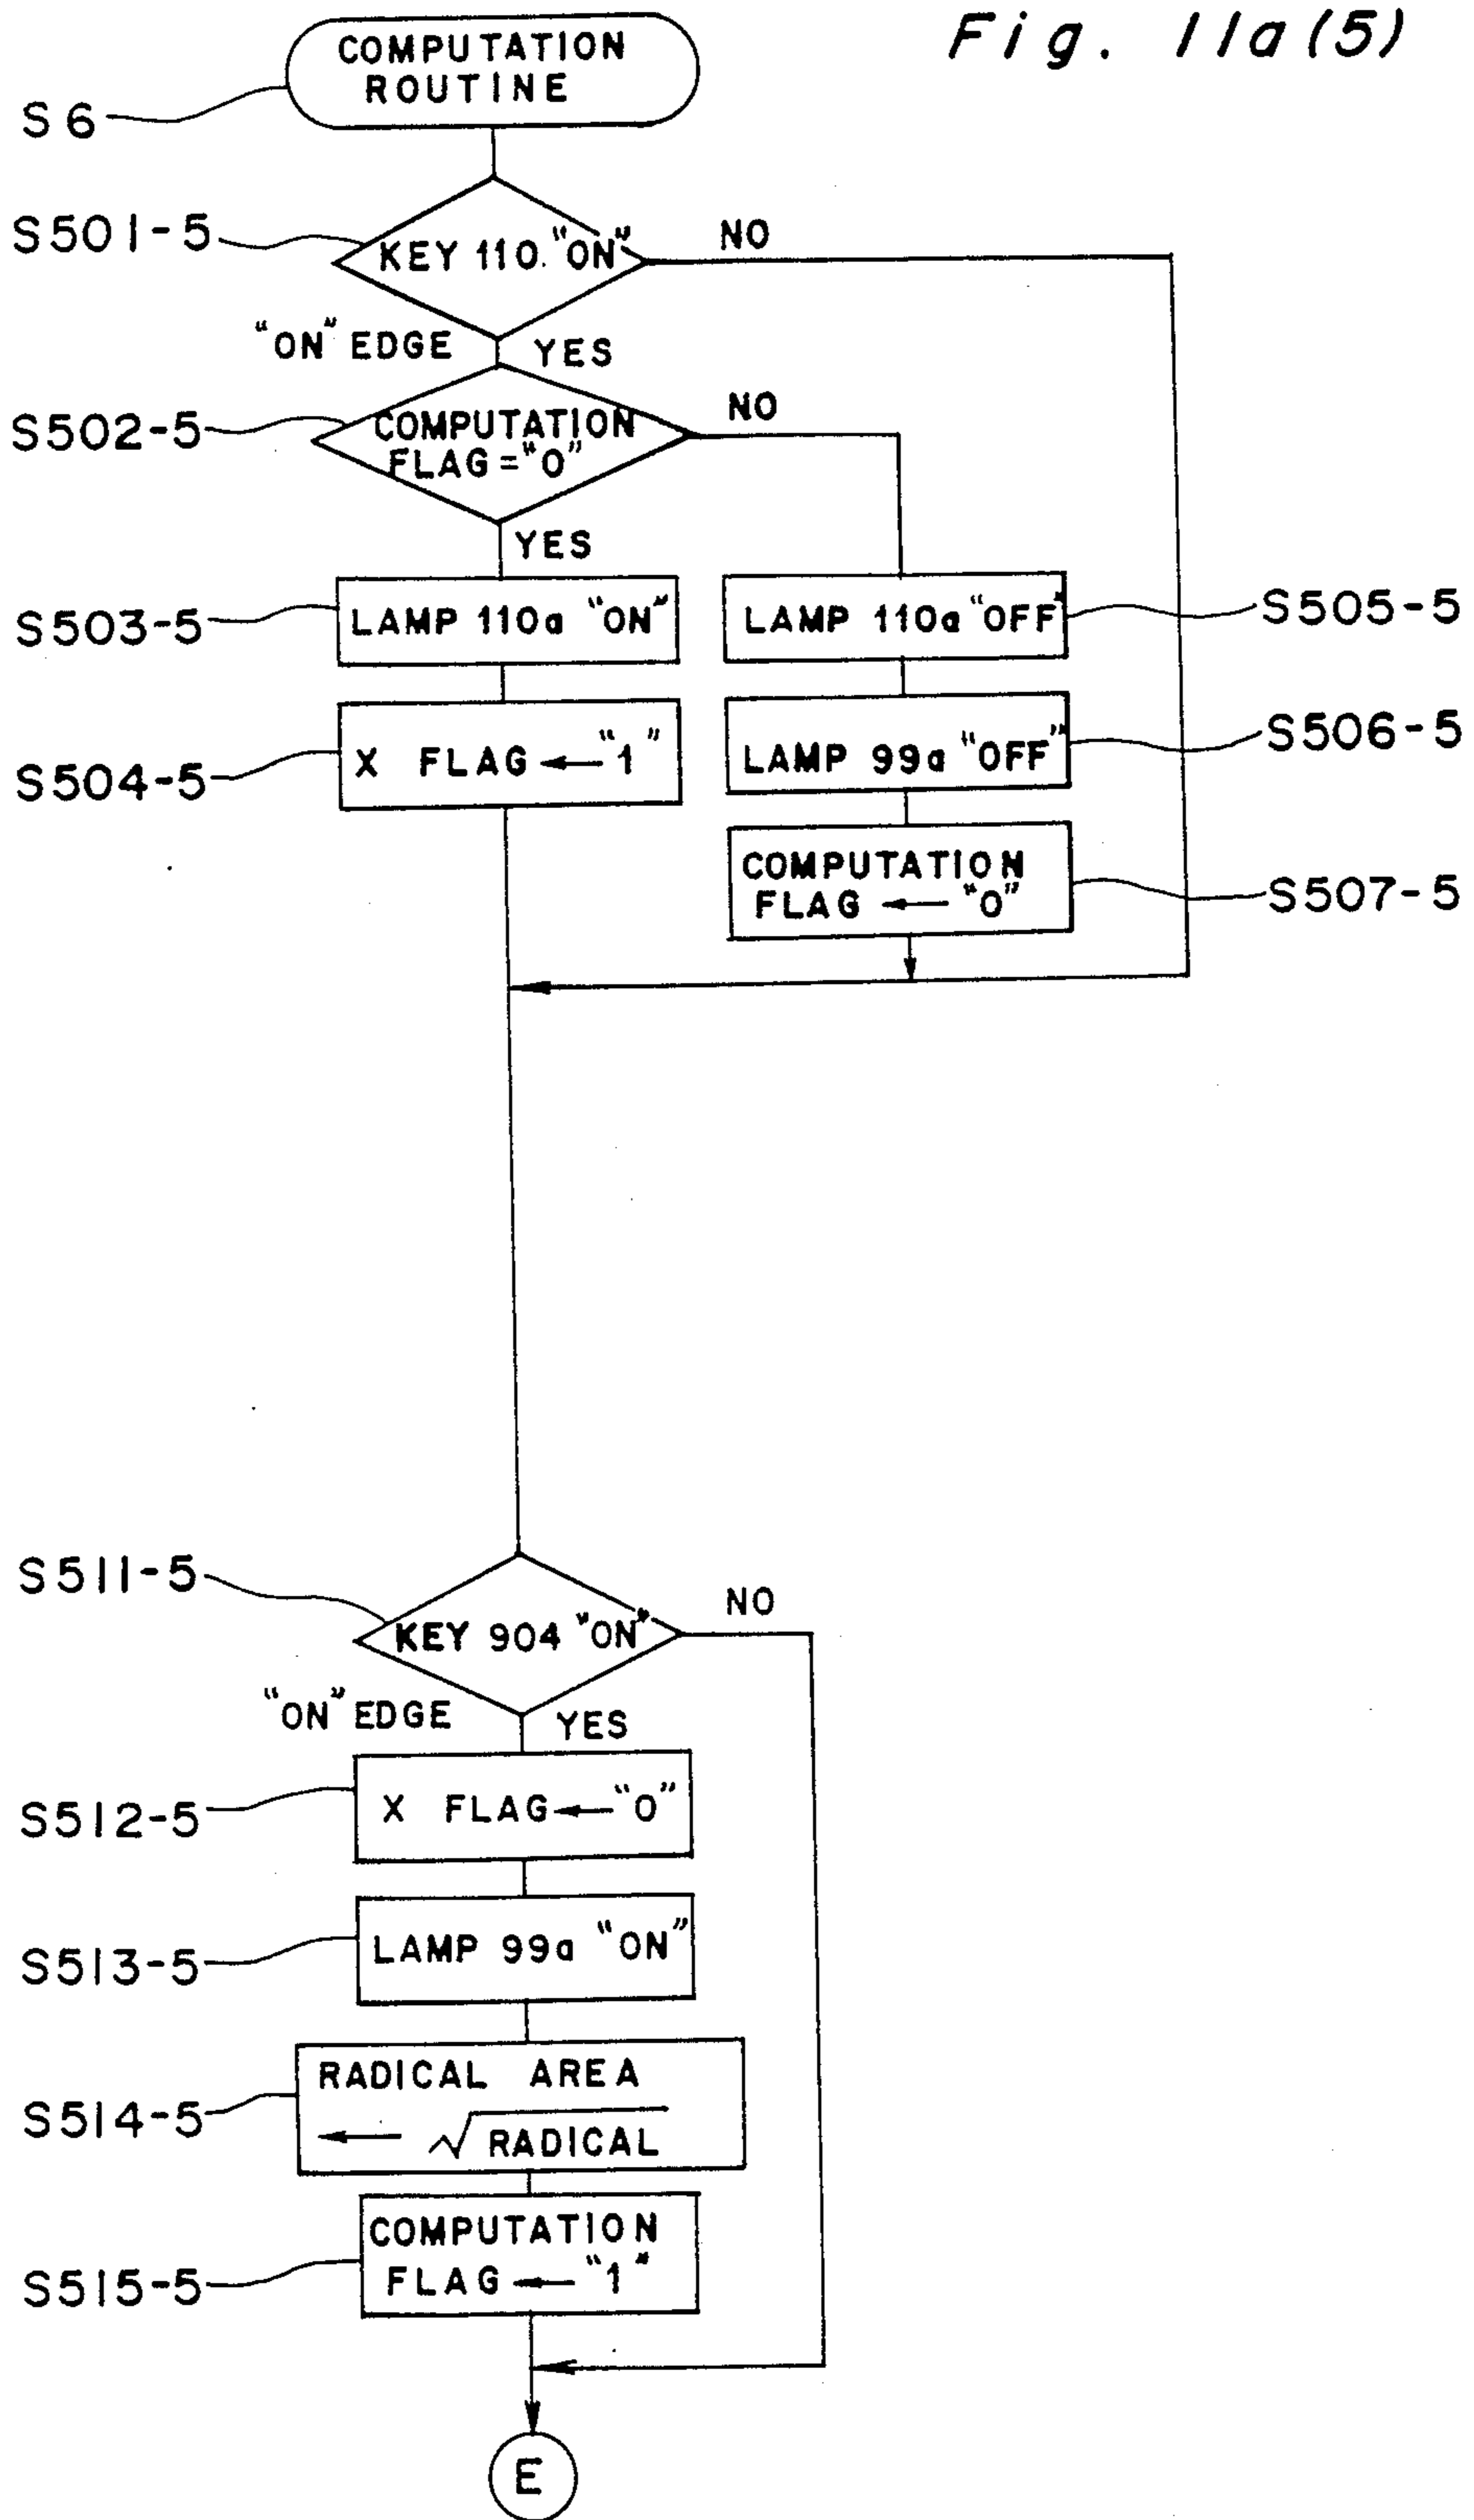 Fig. 11a(5)
COMPUTATION
ROUTINE
S6
S501-5
KEY 110. "ON"
NO
"ON" EDGE
YES
S502-5
COMPUTATION
FLAG="0"
NO
YES
S503-5
LAMP 110a "ON"
LAMP 110a "OFF"
S505-5
S504-5
X FLAG ← "1"
LAMP 99a "OFF"
S506-5
COMPUTATION
FLAG ← "0"
S507-5
S511-5
KEY 904 "ON"
NO
"ON" EDGE
YES
S512-5
X FLAG ← "0"
S513-5
LAMP 99a "ON"
S514-5
RADICAL AREA
← √RADICAL
S515-5
COMPUTATION
FLAG ← "1"
E